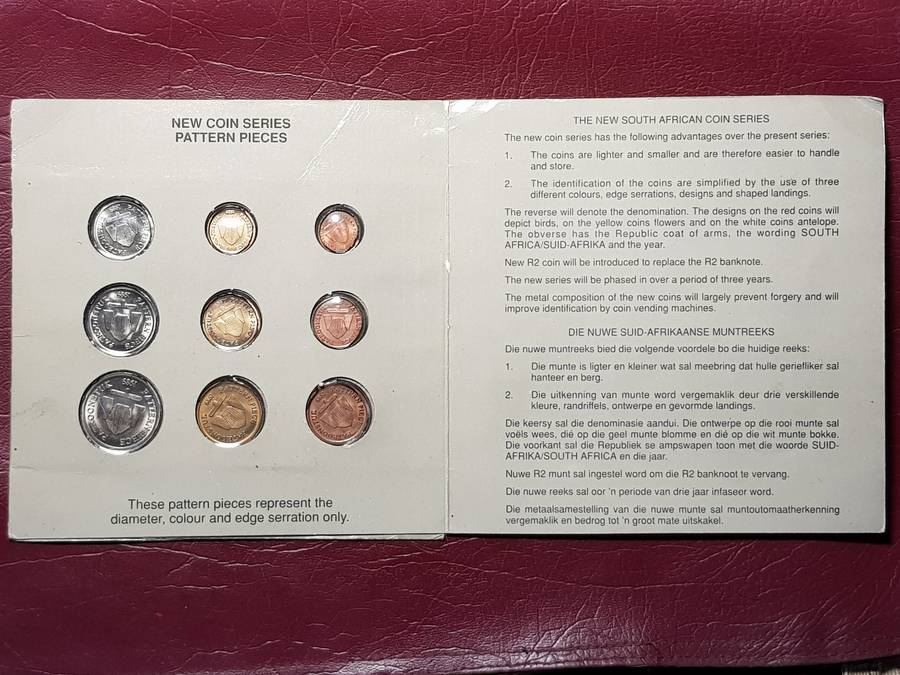 NEW COIN SERIES
PATTERN PIECES
PATTERN
PATTERN PIECE
These pattern pieces represent the
diameter, colour and edge serration only.
THE NEW SOUTH AFRICAN COIN SERIES
The new coin series has the following advantages over the present series:
1. The coins are lighter and smaller and are therefore easier to handle
and store.
2. The identification of the coins are simplified by the use of three
different colours, edge serrations, designs and shaped landings.
The reverse will denote the denomination. The designs on the red coins will
depict birds, on the yellow coins flowers and on the white coins antelope.
The obverse has the Republic coat of arms, the wording SOUTH
AFRICA/SUID-AFRIKA and the year.
New R2 coin will be introduced to replace the R2 banknote.
The new series will be phased in over a period of three years.
The metal composition of the new coins will largely prevent forgery and will
improve identification by coin vending machines.
DIE NUWE SUID-AFRIKAANSE MUNTREEKS
Die nuwe muntreeks bied die volgende voordele bo die huidige reeks:
1. Die munte is ligter en kleiner wat sal meebring dat hulle geriefliker sal
hanteer en berg.
2. Die uitkenning van munte word vergemaklik deur drie verskillende
kleure, randriffels, ontwerpe en gevormde landings.
Die keersy sal die denominasie aandui. Die ontwerpe op die rooi munte sal
voëls wees, dié op die geel munte blomme en dié op die wit munte bokke.
Die voorkant sal die Republiek se ampswapen toon met die woorde SUID-
AFRIKA/SOUTH AFRICA en die jaar.
Nuwe R2 munt sal ingestel word om die R2 banknoot te vervang.
Die nuwe reeks sal oor 'n periode van drie jaar infaseer word.
Die metaalsamestelling van die nuwe munte sal muntoutomaatherkenning
vergemaklik en bedrog tot 'n groot mate uitskakel.